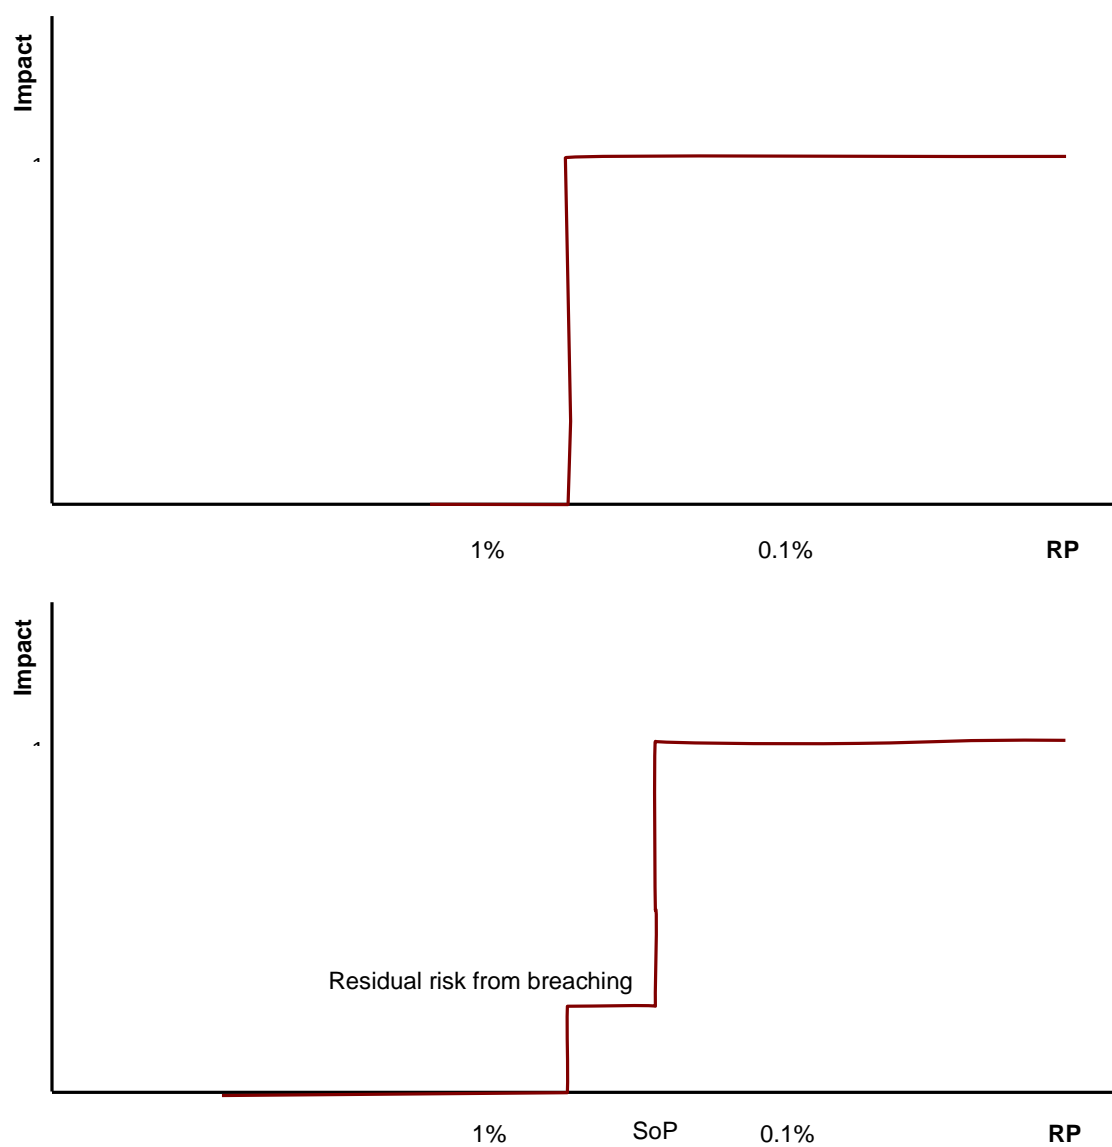 Impact
1%
0.1%
RP
Impact
Residual risk from breaching
1%
SoP
0.1%
RP